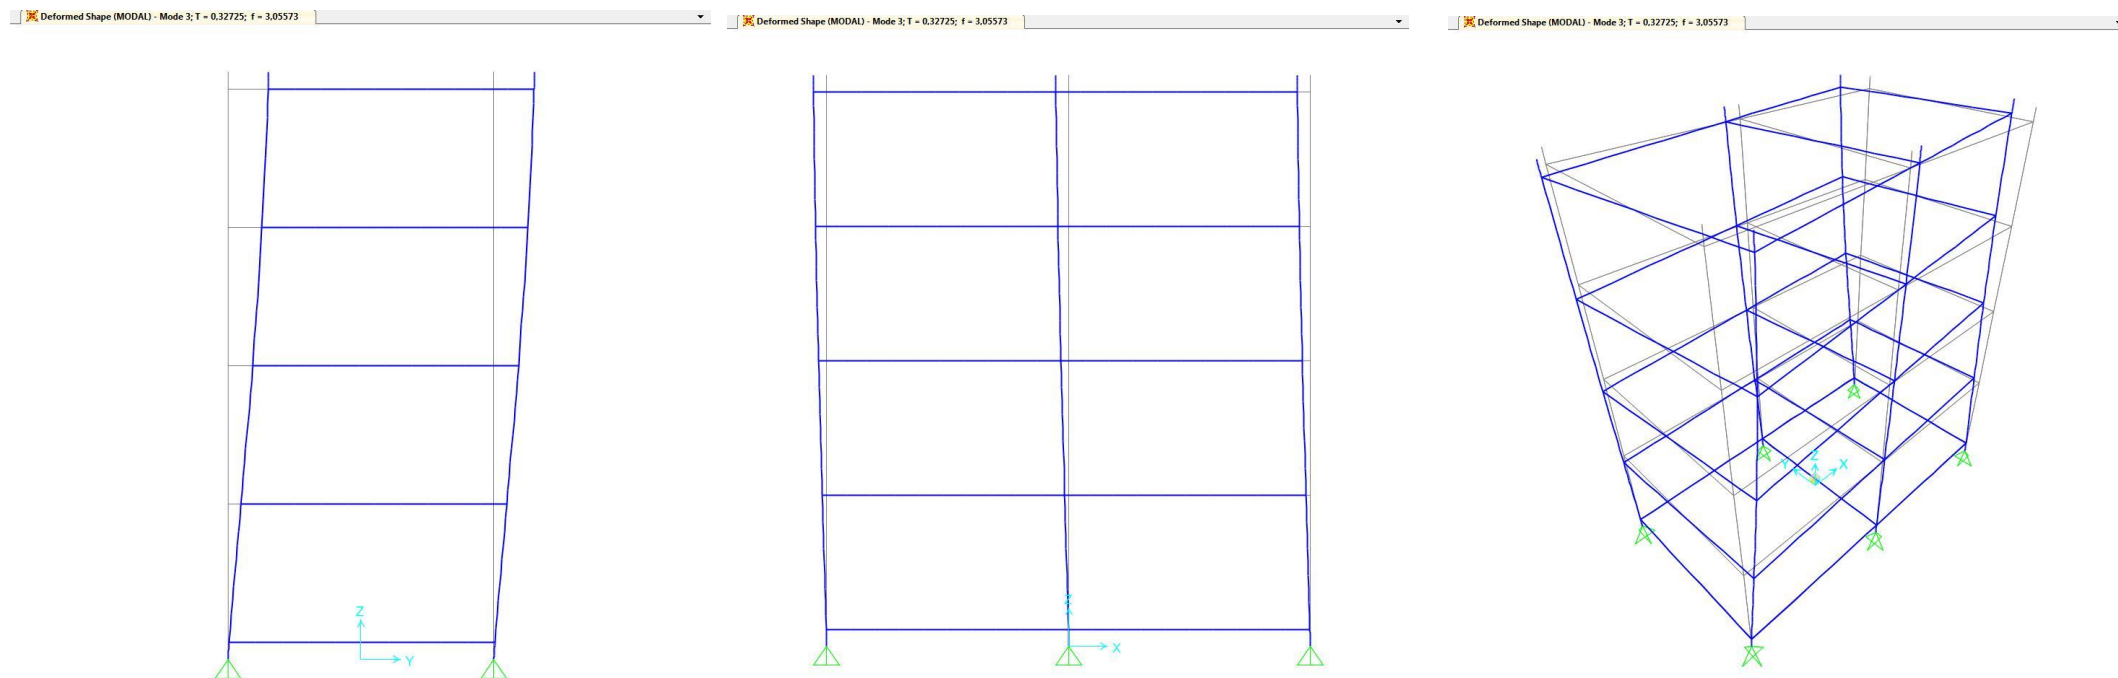 Deformed Shape (MODAL) - Mode 3; T = 0,32725; f = 3,05573
Z
Y
Deformed Shape (MODAL) - Mode 3; T = 0,32725; f = 3,05573
Z
X
Deformed Shape (MODAL) - Mode 3; T = 0,32725; f = 3,05573
Z
Y
X